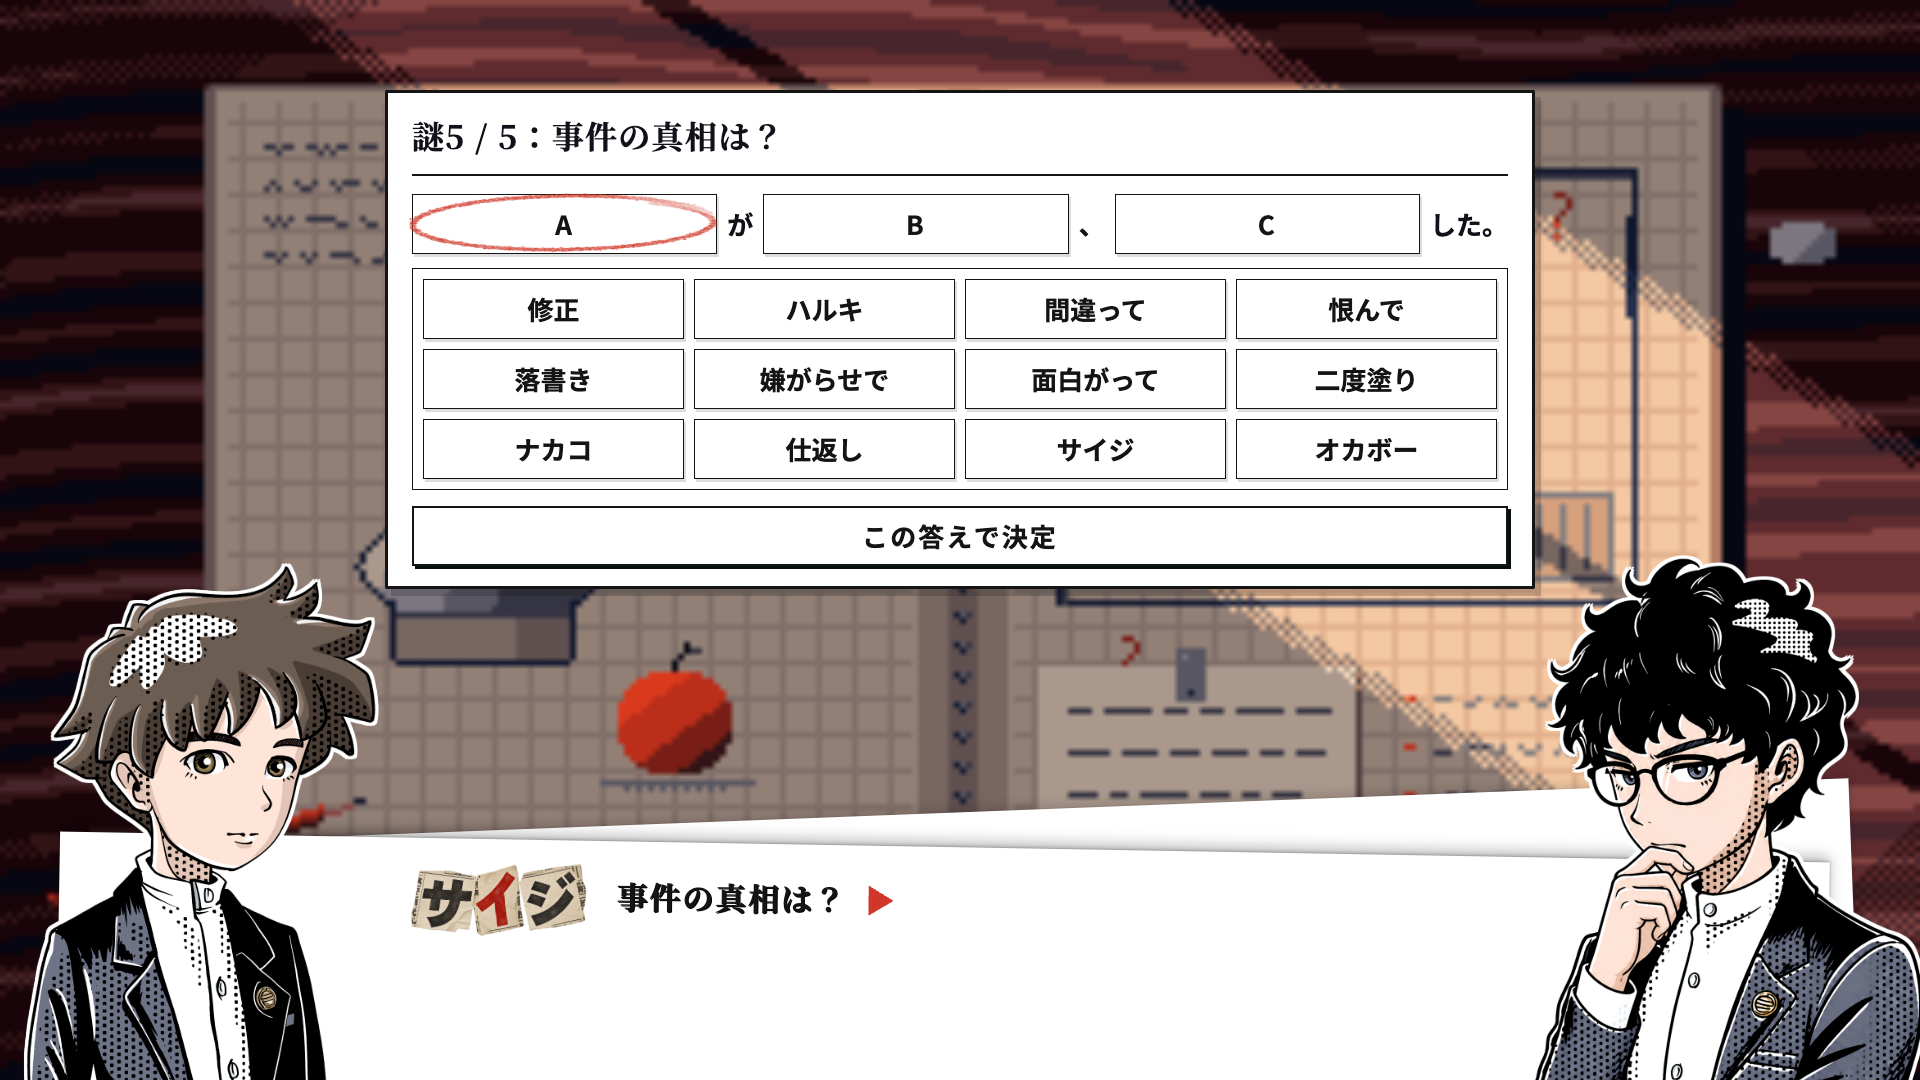 謎5 / 5：事件の真相は？
A が B 、 C した。
修正 ハルキ 間違って 恨んで
落書き 嫌がらせで 面白がって 二度塗り
ナカコ 仕返し サイジ オカボー
この答えで決定
サイジ 事件の真相は？